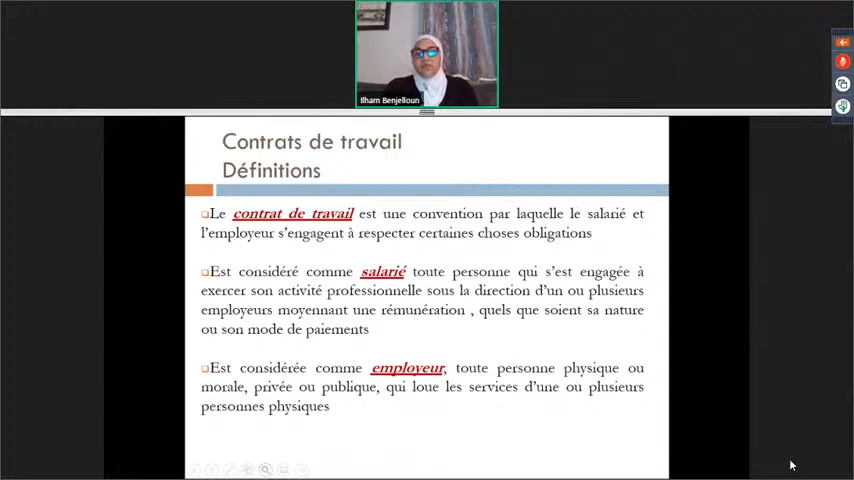 Ilham Benjelloun
Contrats de travail
Définitions
Le contrat de travail est une convention par laquelle le salarié et
l'employeur s'engagent à respecter certaines choses obligations
Est considéré comme salarié toute personne qui s'est engagée à
exercer son activité professionnelle sous la direction d'un ou plusieurs
employeurs moyennant une rémunération , quels que soient sa nature
ou son mode de paiements
Est considérée comme employeur, toute personne physique ou
morale, privée ou publique, qui loue les services d'une ou plusieurs
personnes physiques